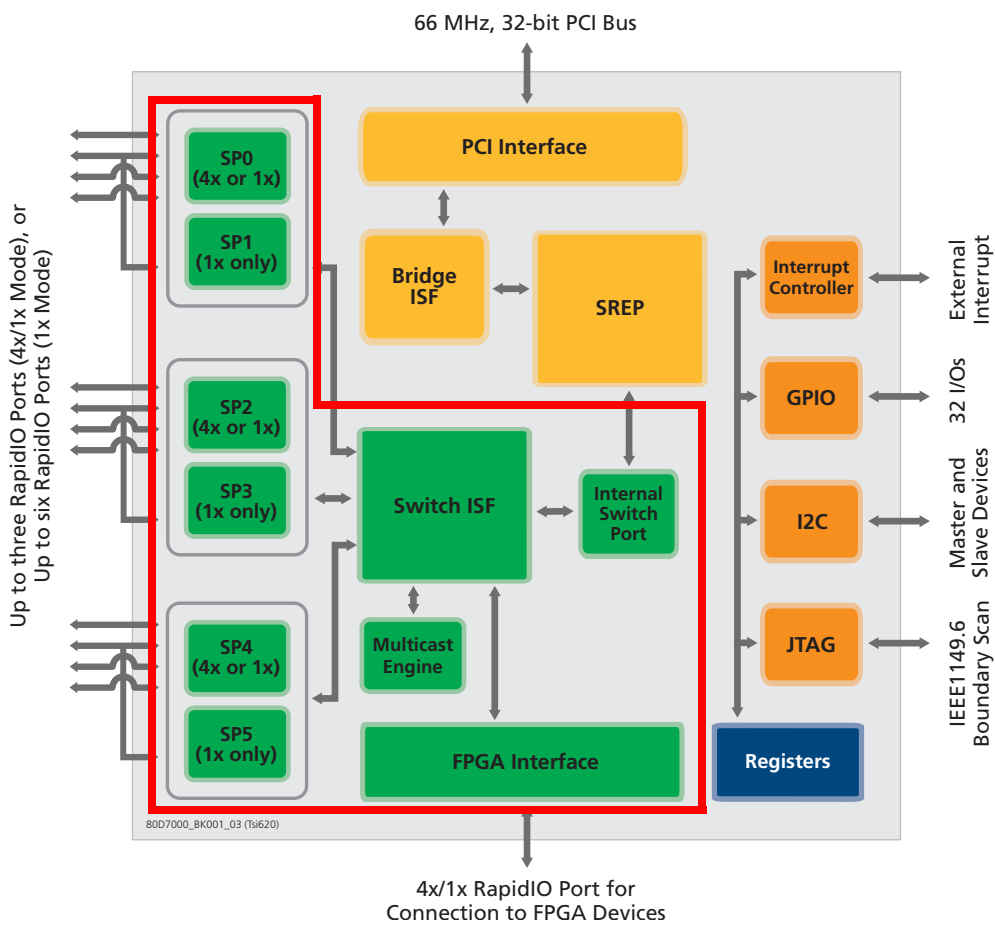 66 MHz, 32-bit PCI Bus
PCI Interface
SP0
(4x or 1x)
SP1
(1x only)
Bridge
ISF
SREP
Interrupt
Controller
External
Interrupt
Up to three RapidIO Ports (4x/1x Mode), or
Up to six RapidIO Ports (1x Mode)
SP2
(4x or 1x)
SP3
(1x only)
GPIO
32 I/Os
Switch ISF
Internal
Switch
Port
I2C
Master and
Slave Devices
SP4
(4x or 1x)
SP5
(1x only)
Multicast
Engine
JTAG
IEEE1149.6
Boundary Scan
FPGA Interface
Registers
80D7000_BK001_03 (Tsi620)
4x/1x RapidIO Port for
Connection to FPGA Devices